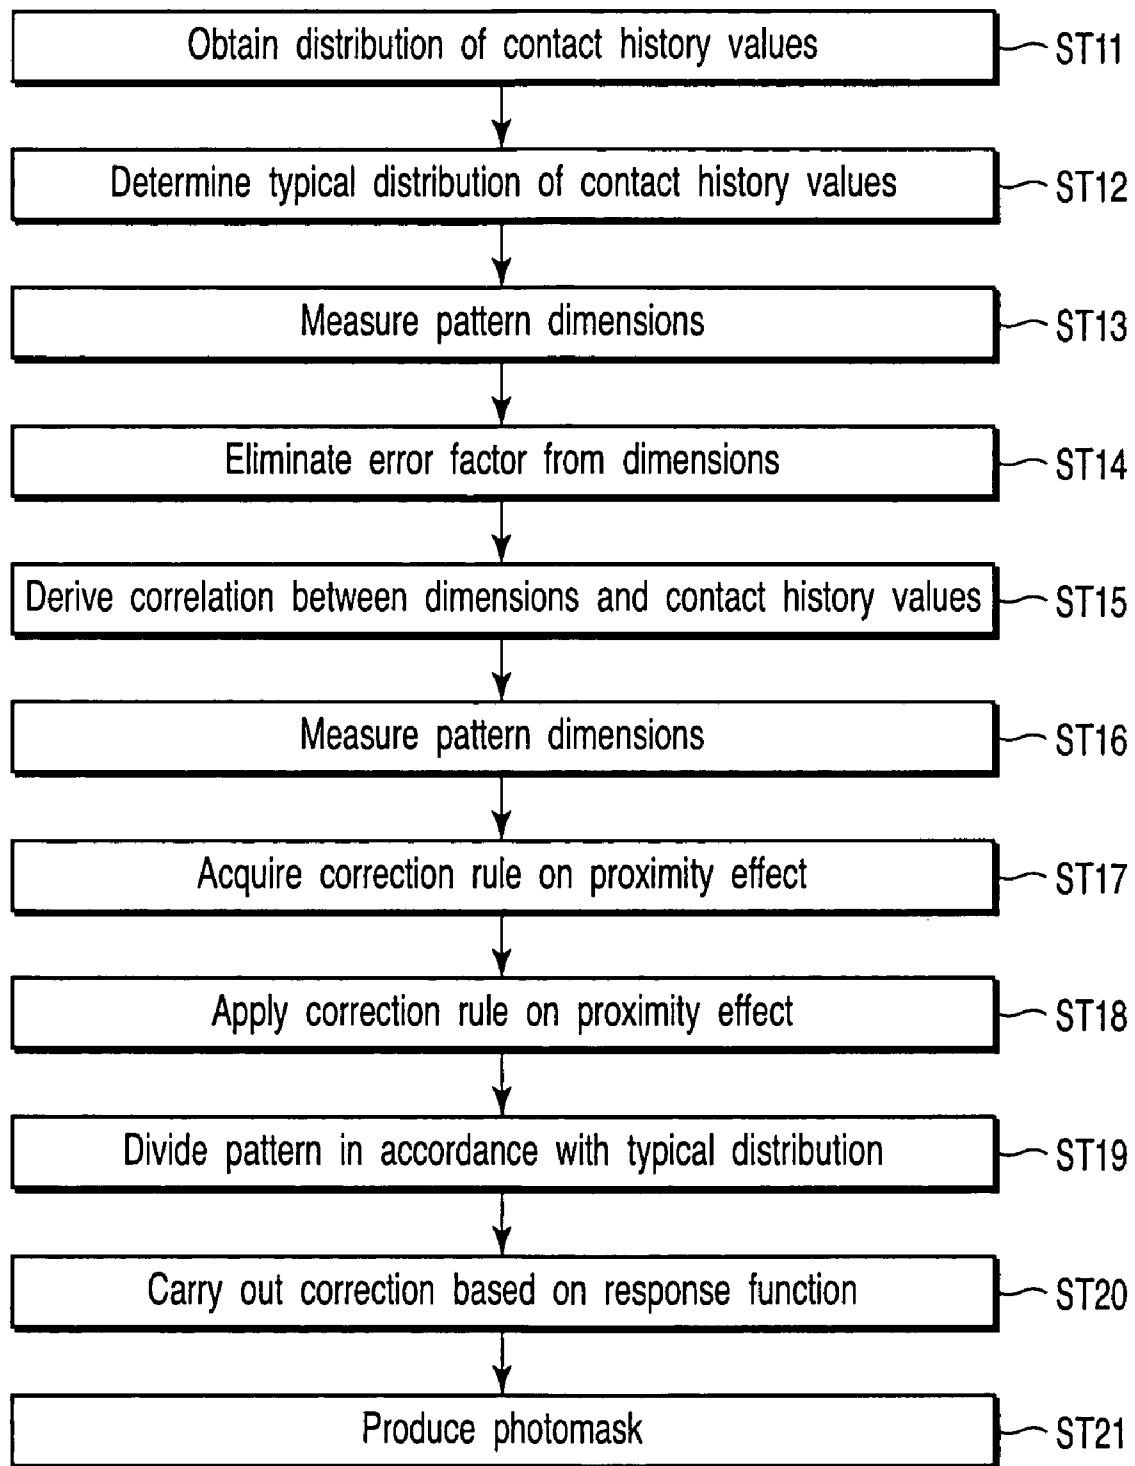 Obtain distribution of contact history values ST11
Determine typical distribution of contact history values ST12
Measure pattern dimensions ST13
Eliminate error factor from dimensions ST14
Derive correlation between dimensions and contact history values ST15
Measure pattern dimensions ST16
Acquire correction rule on proximity effect ST17
Apply correction rule on proximity effect ST18
Divide pattern in accordance with typical distribution ST19
Carry out correction based on response function ST20
Produce photomask ST21